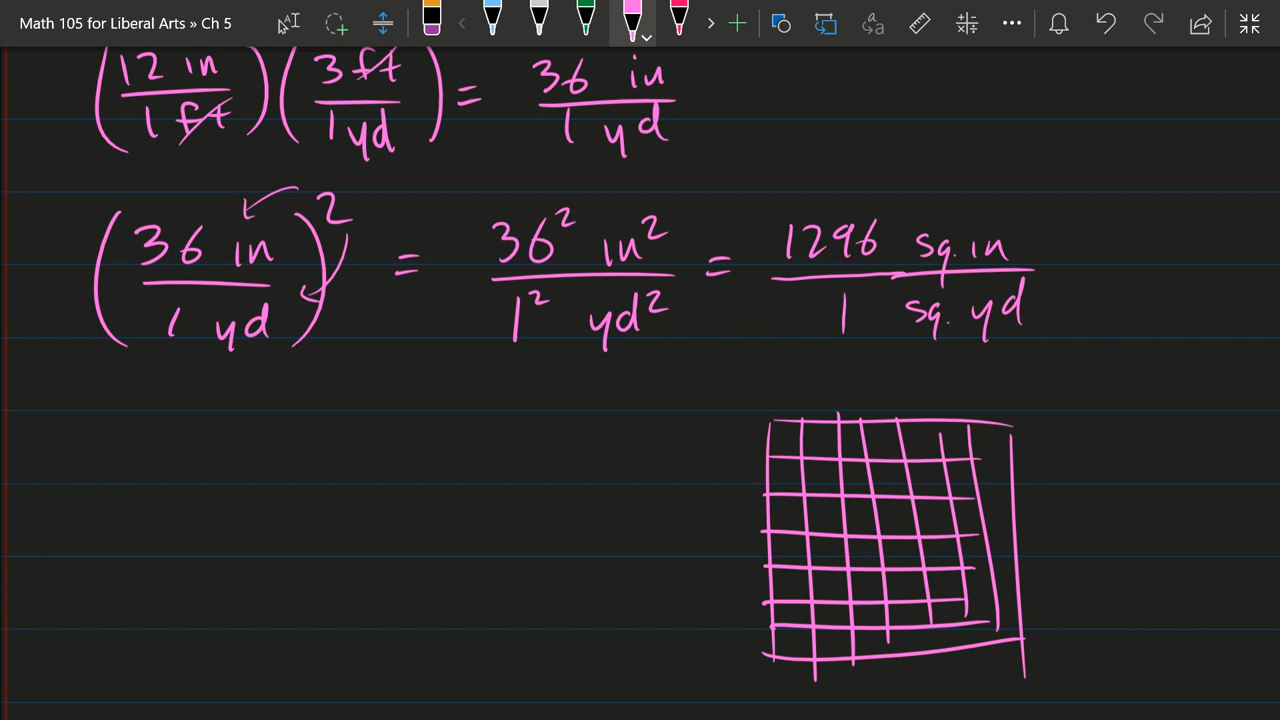 Math 105 for Liberal Arts » Ch 5
(12 in / 1 ft)(3 ft / 1 yd) = 36 in / 1 yd
(36 in / 1 yd)² = 36² in² / 1² yd² = 1296 sq. in / 1 sq. yd